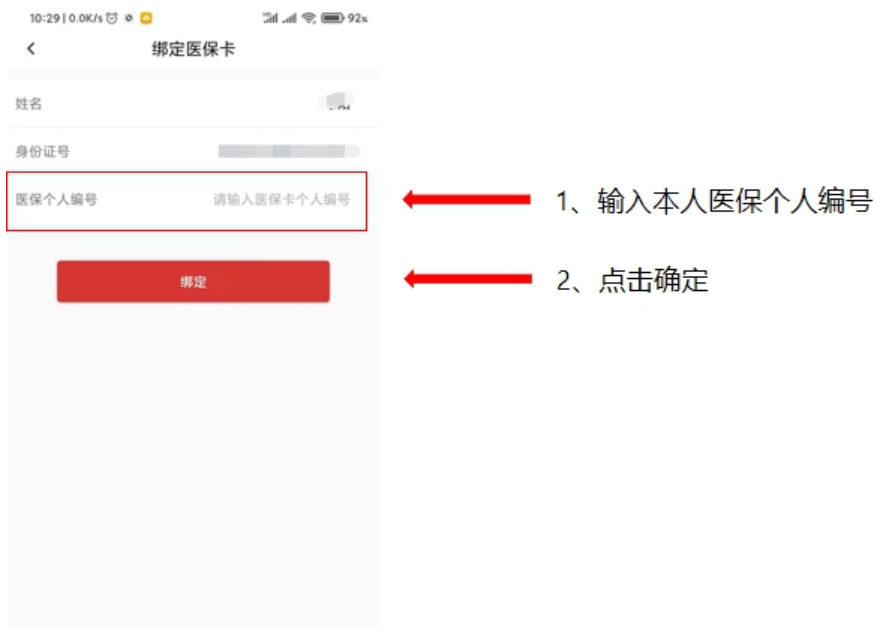 10:29 | 0.0K/s
92%
绑定医保卡
姓名
身份证号
医保个人编号 请输入医保卡个人编号
1、输入本人医保个人编号
绑定
2、点击确定